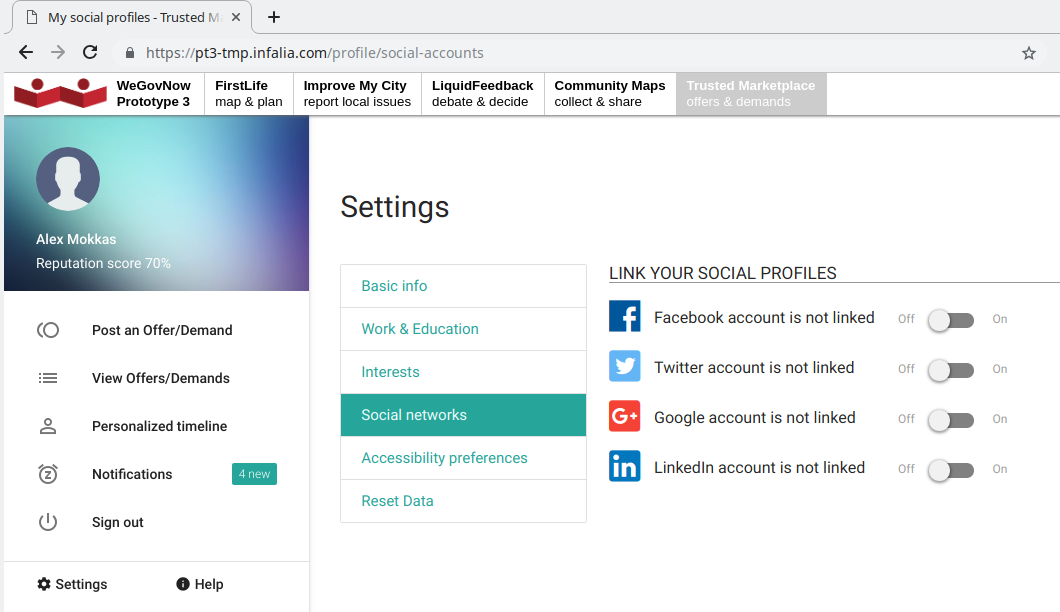 My social profiles - Trusted M
https://pt3-tmp.infalia.com/profile/social-accounts
WeGovNow
Prototype 3
FirstLife
map & plan
Improve My City
report local issues
LiquidFeedback
debate & decide
Community Maps
collect & share
Trusted Marketplace
offers & demands
Alex Mokkas
Reputation score 70%
Post an Offer/Demand
View Offers/Demands
Personalized timeline
Notifications 4 new
Sign out
Settings Help
Settings
Basic info
Work & Education
Interests
Social networks
Accessibility preferences
Reset Data
LINK YOUR SOCIAL PROFILES
Facebook account is not linked Off On
Twitter account is not linked Off On
G+ Google account is not linked Off On
in LinkedIn account is not linked Off On